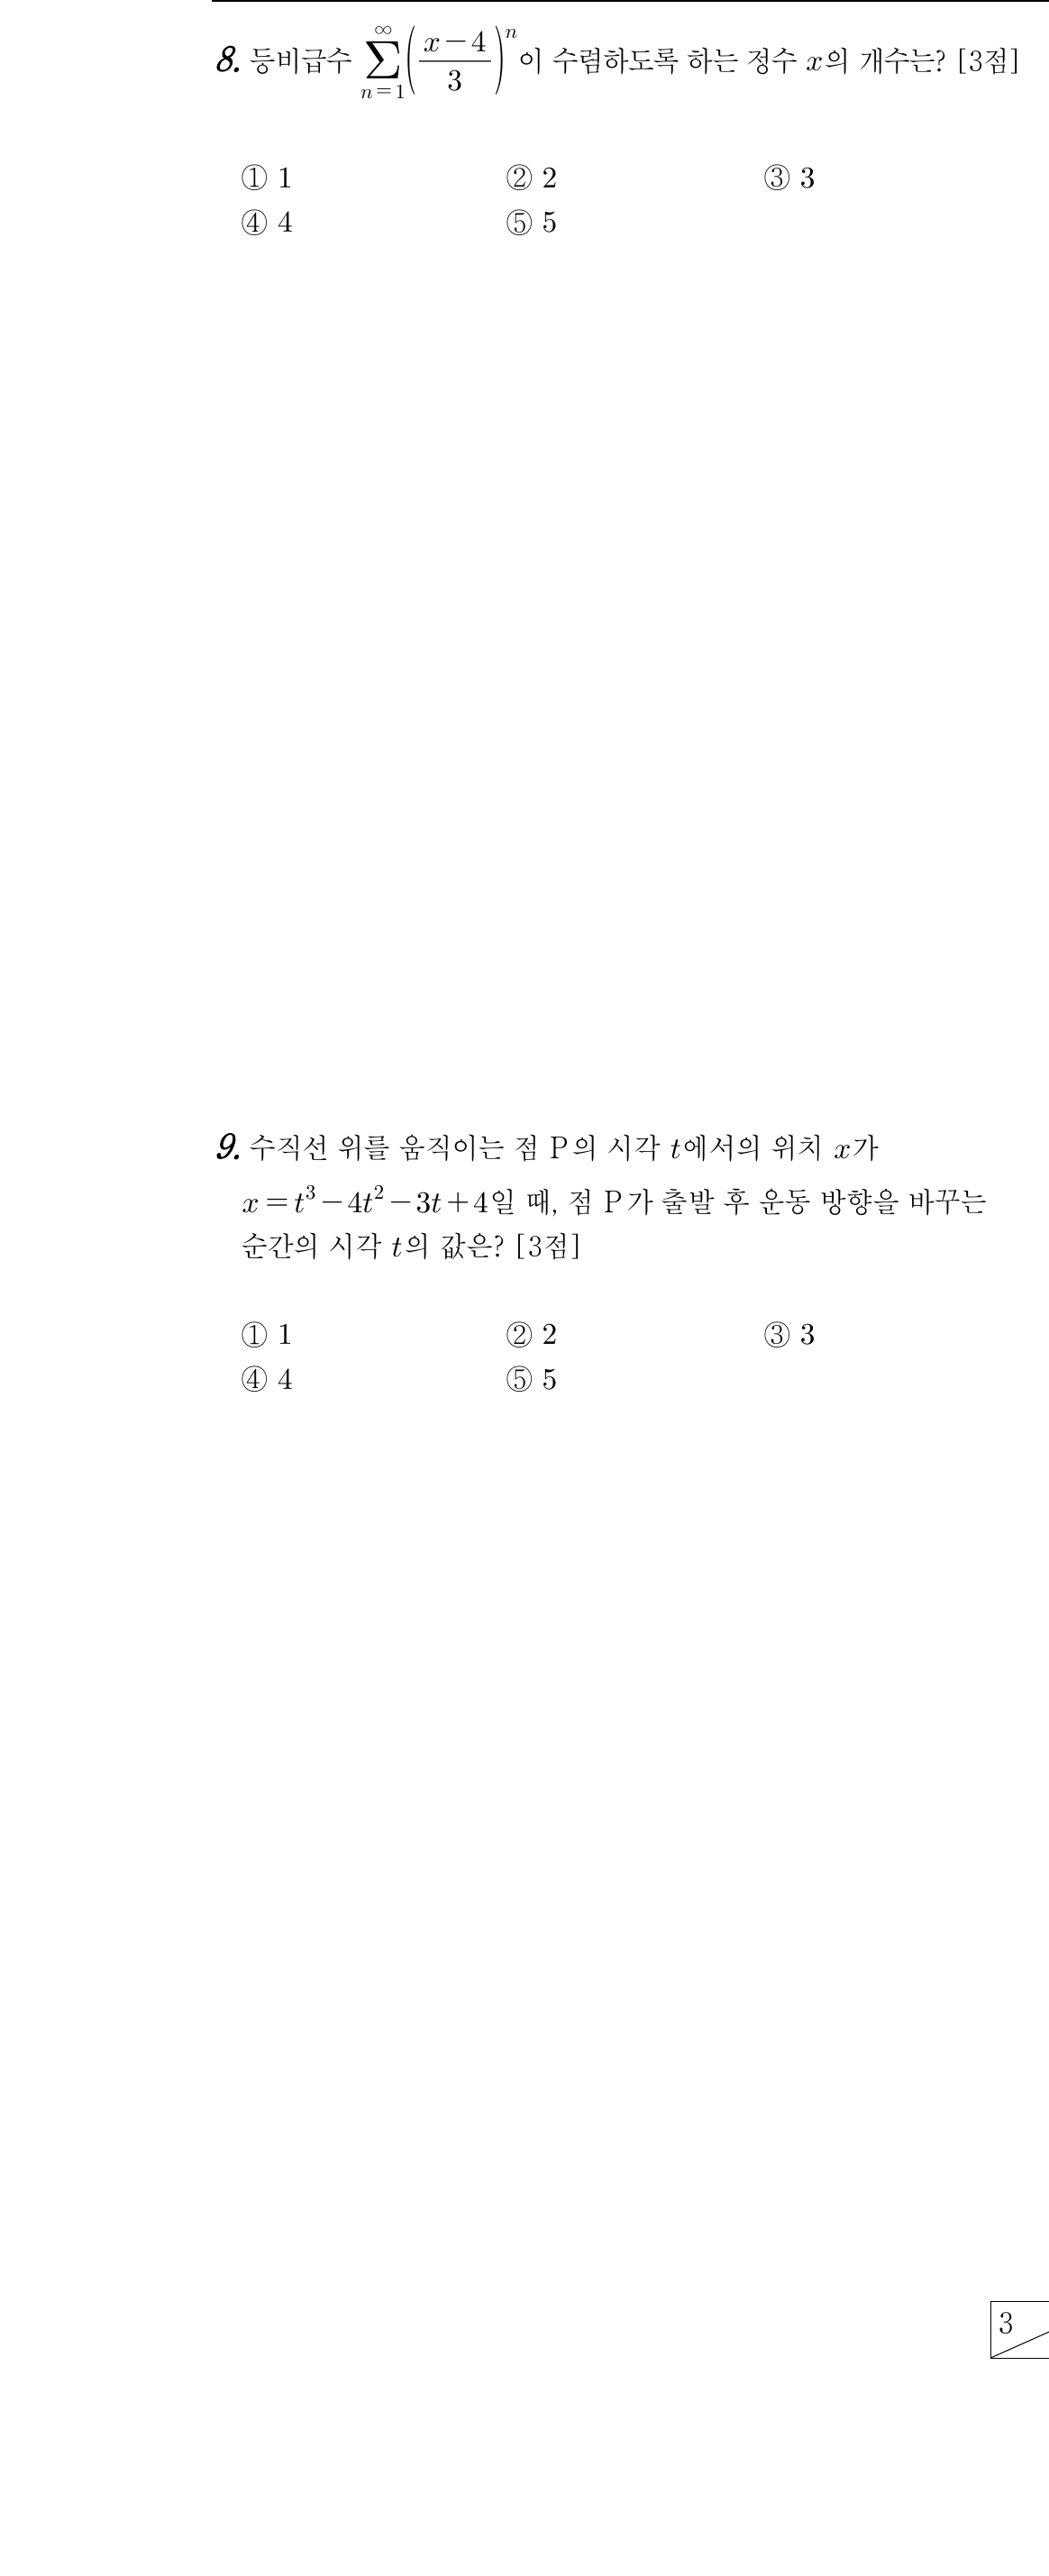 8. 등비급수 $\sum_{n=1}^{\infty}\left(\frac{x-4}{3}\right)^n$이 수렴하도록 하는 정수 $x$의 개수는? [3점]
① 1 ② 2 ③ 3
④ 4 ⑤ 5
9. 수직선 위를 움직이는 점 P의 시각 $t$에서의 위치 $x$가
$x=t^3-4t^2-3t+4$일 때, 점 P가 출발 후 운동 방향을 바꾸는
순간의 시각 $t$의 값은? [3점]
① 1 ② 2 ③ 3
④ 4 ⑤ 5
3